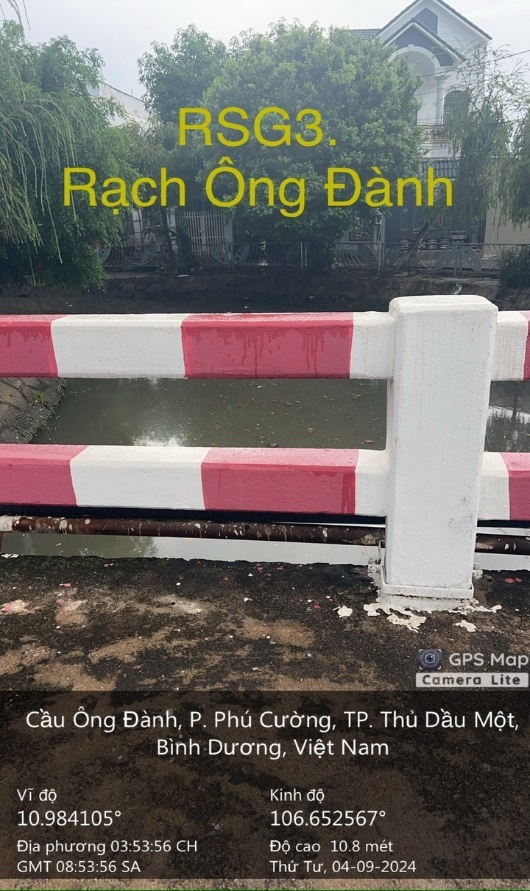 RSG3.
Rạch Ông Đành
GPS Map
Camera Lite
Cầu Ông Đành, P. Phú Cường, TP. Thủ Dầu Một,
Bình Dương, Việt Nam
Vĩ độ
10.984105°
Kinh độ
106.652567°
Địa phương 03:53:56 CH
GMT 08:53:56 SA
Độ cao 10.8 mét
Thứ Tư, 04-09-2024